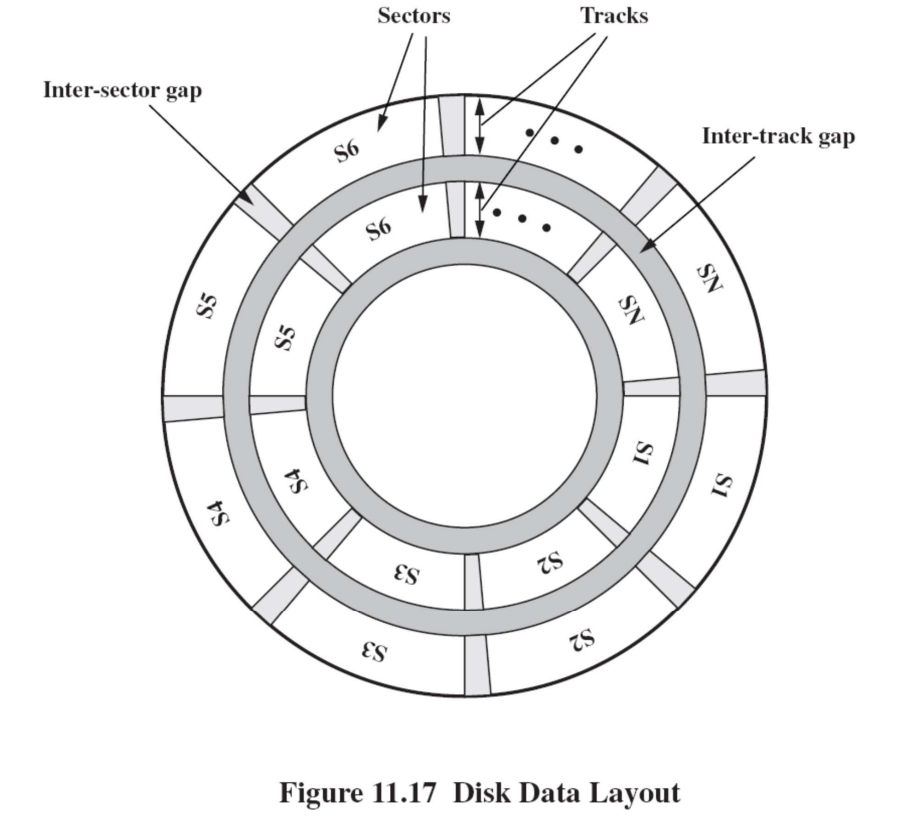 Sectors
Tracks
Inter-sector gap
Inter-track gap
S6
• • •
S6
• • •
SN
SN
S5
S5
S1
S1
S4
S4
S2
S3
S2
S3
Figure 11.17 Disk Data Layout